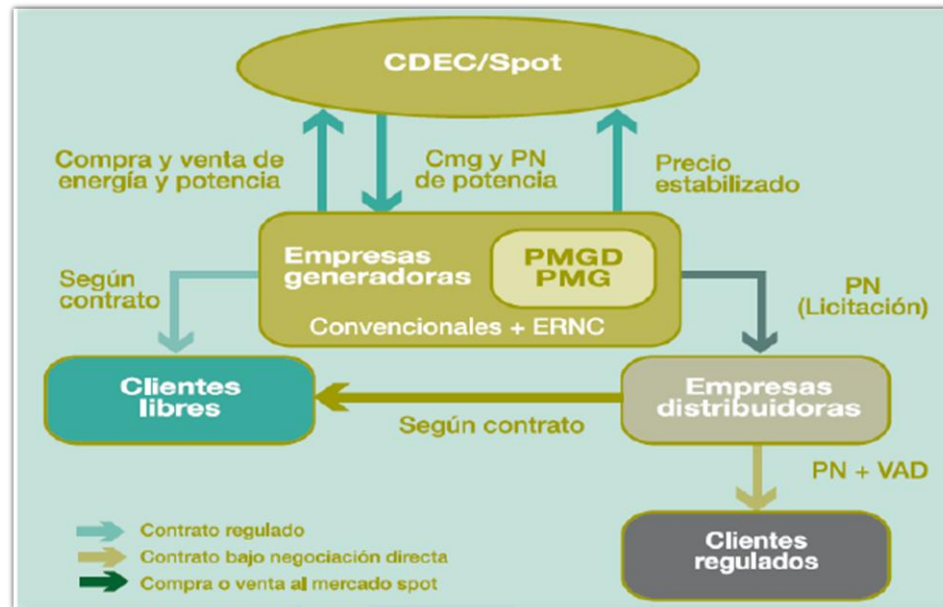 CDEC/Spot
Compra y venta de
energía y potencia
Cmg y PN
de potencia
Precio
estabilizado
Empresas
generadoras
PMGD
PMG
Convencionales + ERNC
Según
contrato
PN
(Licitación)
Clientes
libres
Según contrato
Empresas
distribuidoras
PN + VAD
Clientes
regulados
Contrato regulado
Contrato bajo negociación directa
Compra o venta al mercado spot